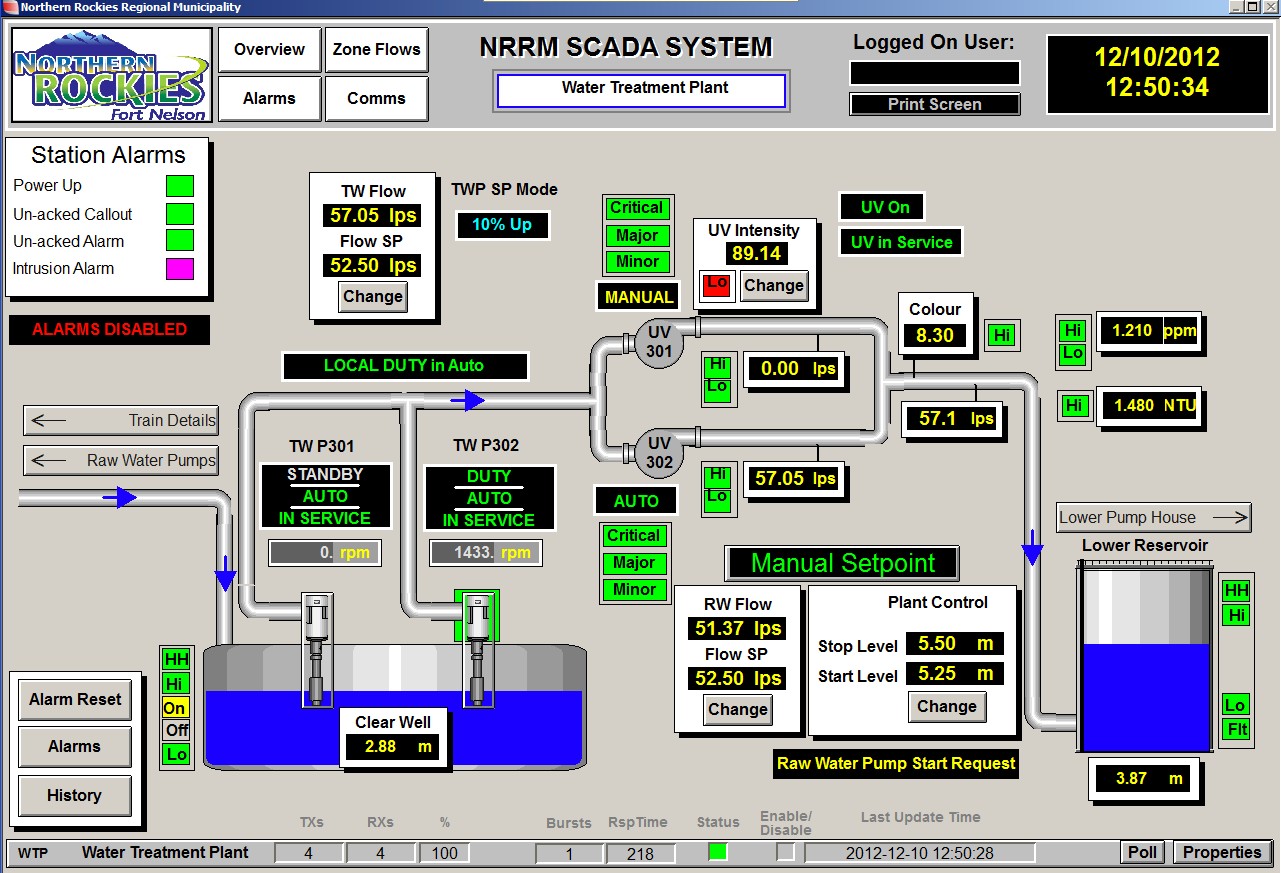 Northern Rockies Regional Municipality
NORTHERN
ROCKIES
Fort Nelson
Overview
Zone Flows
Alarms
Comms
NRRM SCADA SYSTEM
Water Treatment Plant
Logged On User:
Print Screen
12/10/2012
12:50:34
Station Alarms
Power Up
Un-acked Callout
Un-acked Alarm
Intrusion Alarm
ALARMS DISABLED
TW Flow
57.05 lps
Flow SP
52.50 lps
Change
TWP SP Mode
10% Up
Critical
Major
Minor
MANUAL
UV Intensity
89.14
Lo
Change
UV On
UV in Service
LOCAL DUTY in Auto
UV
301
Hi
Lo
0.00 lps
Colour
8.30
Hi
Hi
Lo
1.210 ppm
Hi
1.480 NTU
57.1 lps
Train Details
Raw Water Pumps
TW P301
STANDBY
AUTO
IN SERVICE
0. rpm
TW P302
DUTY
AUTO
IN SERVICE
1433. rpm
UV
302
AUTO
Hi
Lo
57.05 lps
Critical
Major
Minor
Manual Setpoint
RW Flow
51.37 lps
Flow SP
52.50 lps
Change
Plant Control
Stop Level 5.50 m
Start Level 5.25 m
Change
Raw Water Pump Start Request
Lower Pump House
Lower Reservoir
HH
Hi
Lo
Flt
3.87 m
HH
Hi
On
Off
Lo
Clear Well
2.88 m
Alarm Reset
Alarms
History
TXs
RXs
%
Bursts
RspTime
Status
Enable/
Disable
Last Update Time
WTP
Water Treatment Plant
4
4
100
1
218
2012-12-10 12:50:28
Poll
Properties